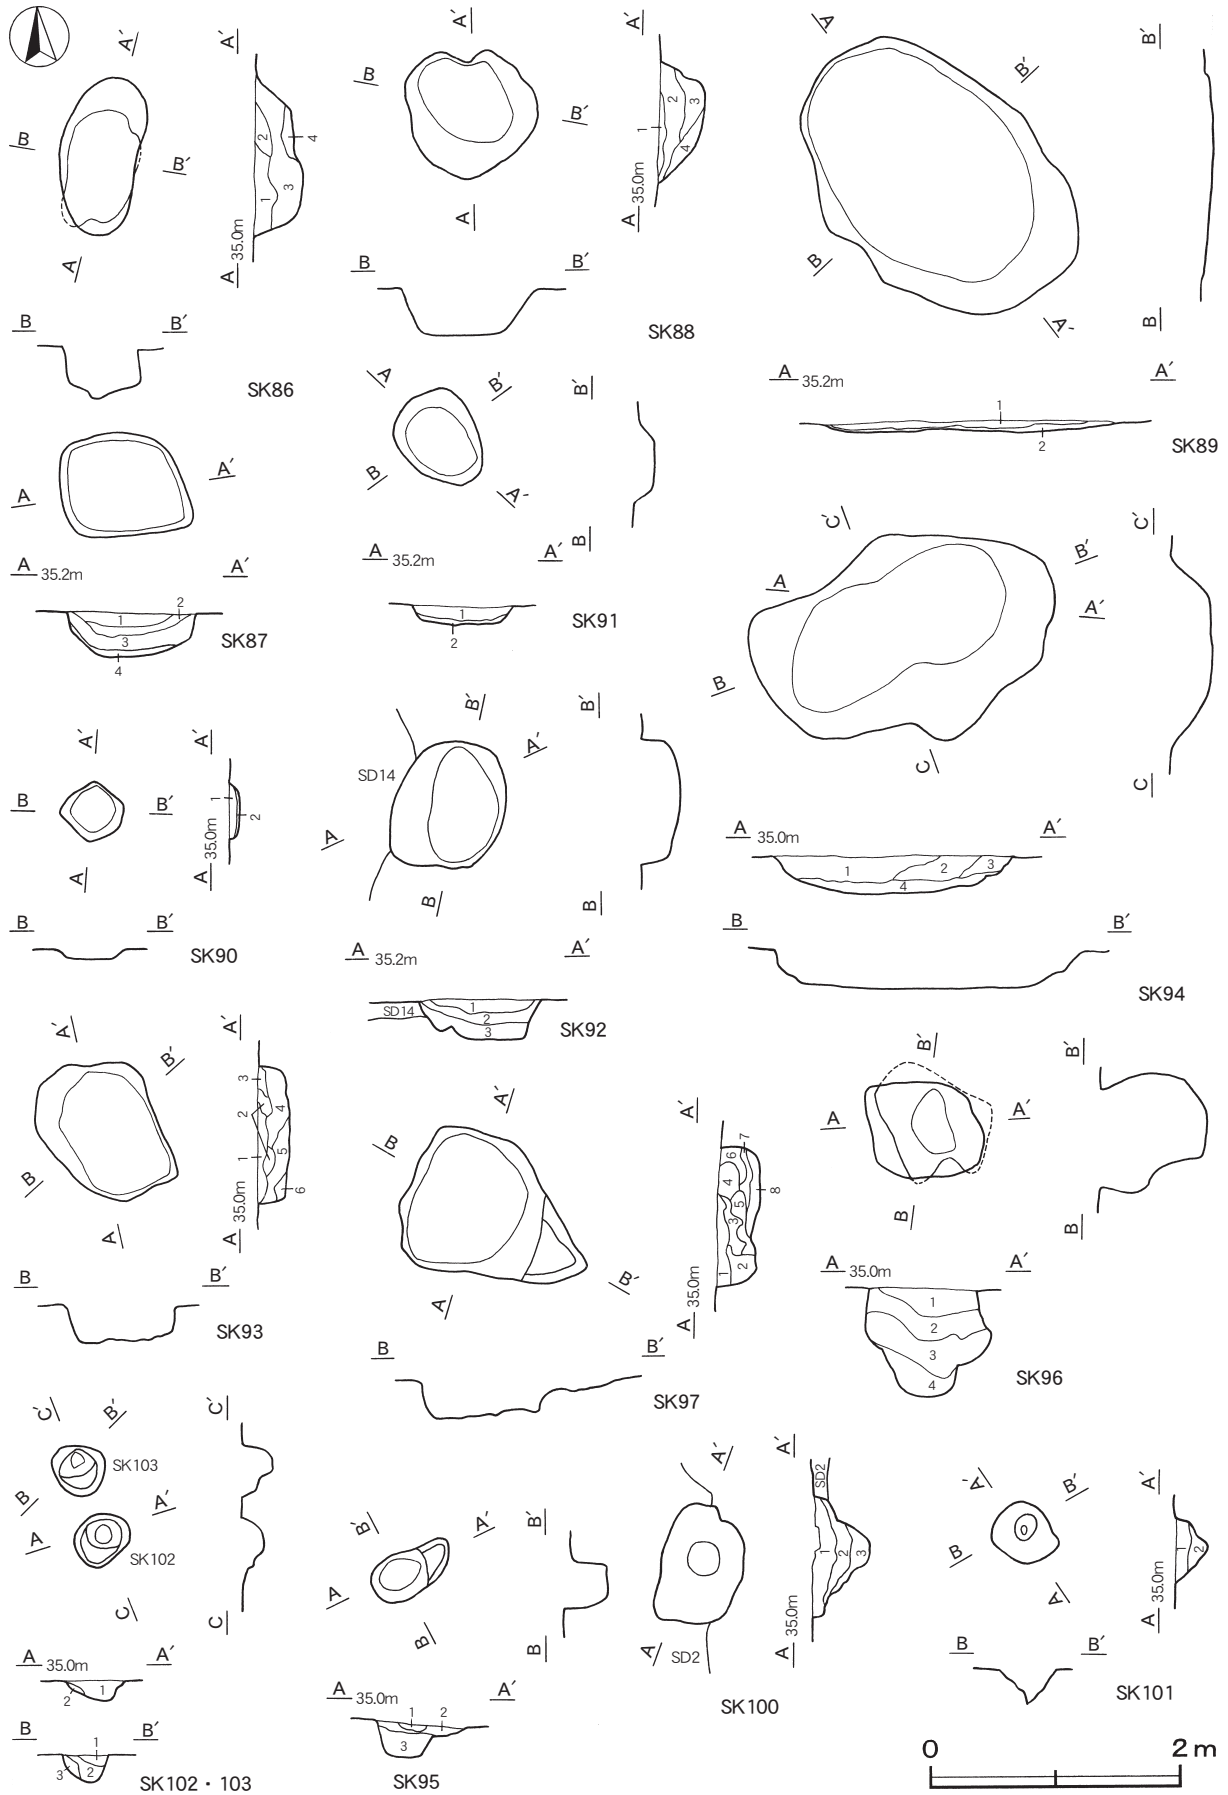 A A' B B' A A' 35.0m 1 2 3 4
B B'
SK86
A A' B B' A A' 35.0m 1 2 3 4
B B'
SK88
A A' B B' B B'
A 35.2m A'
1
2
SK89
A A'
A 35.2m A'
1 2 3 4
SK87
A A' B B' B B'
A 35.2m A'
1
2
SK91
A A' B B' C C' C C'
A 35.0m A'
1 2 3 4
B B'
SK94
A A' B B' A A' 35.0m 1 2
B B'
SK90
SD14
A A' B B' B B'
A 35.2m A'
SD14 1 2 3
SK92
A A' B B' A A' 35.0m 1 2 3 4 5 6
B B'
SK93
A A' B B' A A' 35.0m 1 2 3 4 5 6 7 8
B B'
SK97
A A' B B' B B'
A 35.0m A'
1
2
3
4
SK96
C C' B B' A A' C C'
SK103
SK102
A 35.0m A'
2 1
B B'
1 2 3
SK102・103
A A' B B' B B'
A 35.0m A'
1 2 3
SK95
A A' SD2
A A' 35.0m SD2 1 2 3
SK100
A A' B B' A A' 35.0m 1 2
B B'
SK101
0 2m